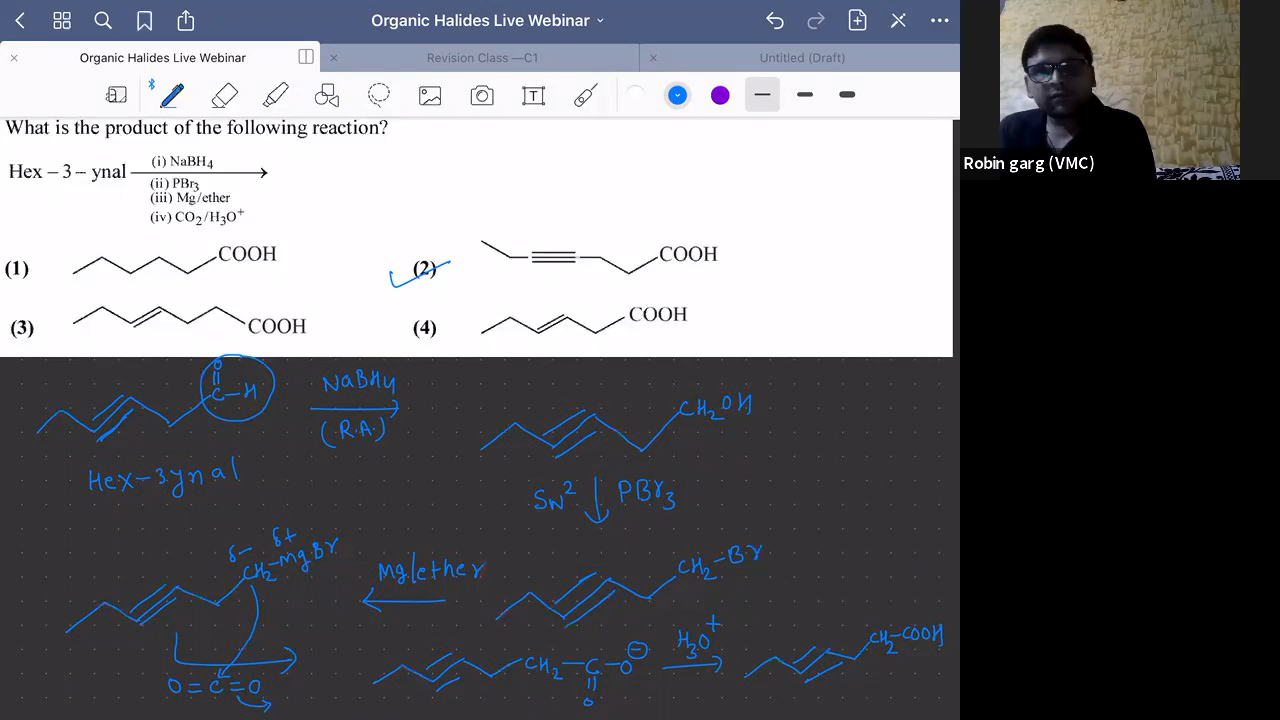 Organic Halides Live Webinar
Organic Halides Live Webinar
Revision Class —C1
Untitled (Draft)
T
Robin garg (VMC)
What is the product of the following reaction?
Hex – 3 – ynal
(i) NaBH4
(ii) PBr3
(iii) Mg/ether
(iv) CO2/H3O+
(1)
COOH
(2)
COOH
(3)
COOH
(4)
COOH
O
C–H
NaBH4
(R.A.)
CH2OH
Hex–3ynal
SN2
PBr3
δ– δ+
CH2–MgBr
Mg/ether
CH2–Br
O=C=O
CH2–C–O⊖
O
H3O+
CH2–COOH